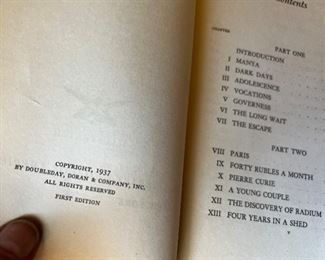 COPYRIGHT, 1937
BY DOUBLEDAY, DORAN & COMPANY, INC.
ALL RIGHTS RESERVED
FIRST EDITION
Contents
CHAPTER
PART ONE
INTRODUCTION
I MANYA
II DARK DAYS
III ADOLESCENCE
IV VOCATIONS
V GOVERNESS
VI THE LONG WAIT
VII THE ESCAPE
PART TWO
VIII PARIS
IX FORTY RUBLES A MONTH
X PIERRE CURIE
XI A YOUNG COUPLE
XII THE DISCOVERY OF RADIUM
XIII FOUR YEARS IN A SHED
v